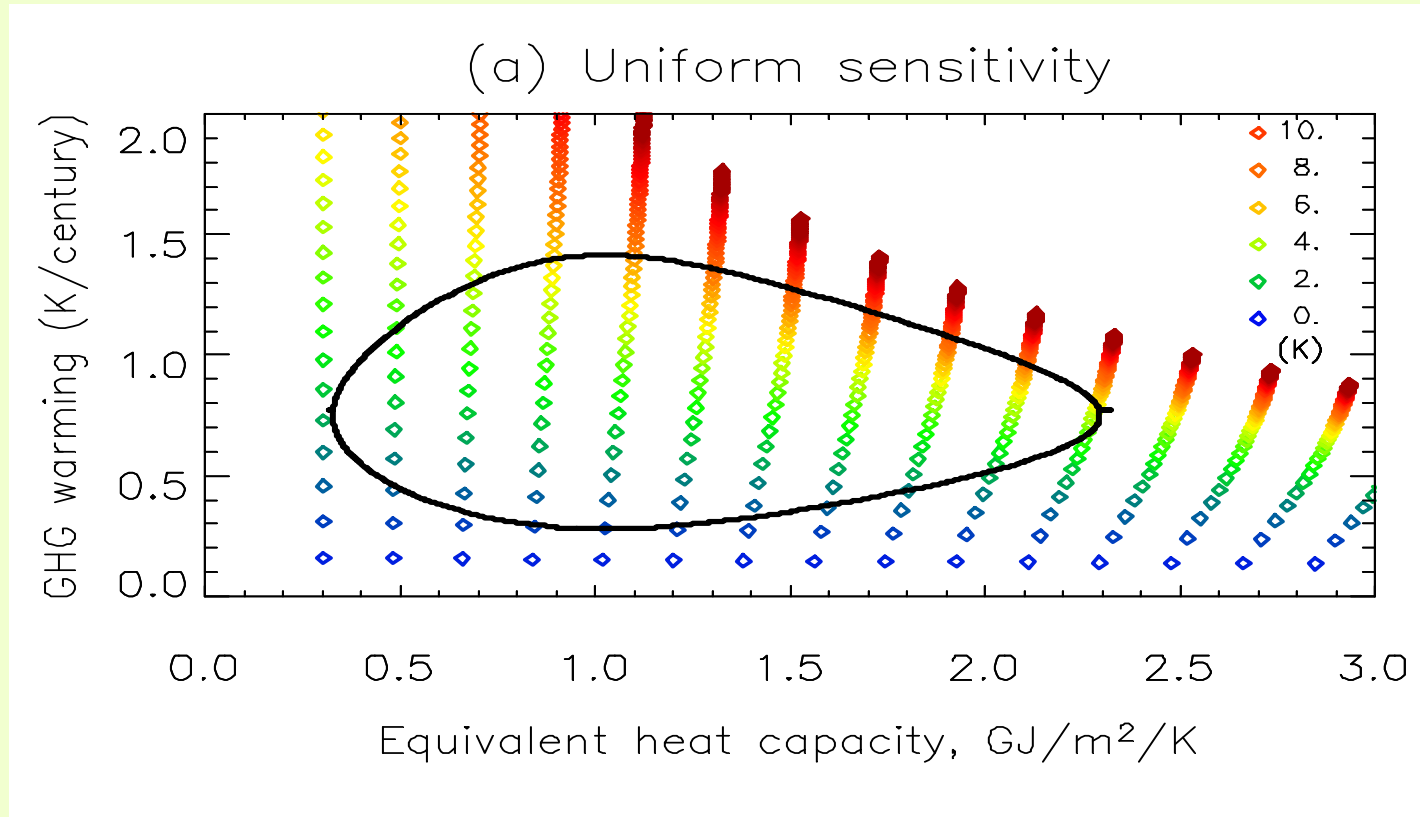 (a) Uniform sensitivity
GHG warming (K/century)
2.0
1.5
1.0
0.5
0.0
10.
8.
6.
4.
2.
0.
(K)
0.0 0.5 1.0 1.5 2.0 2.5 3.0
Equivalent heat capacity, GJ/m²/K